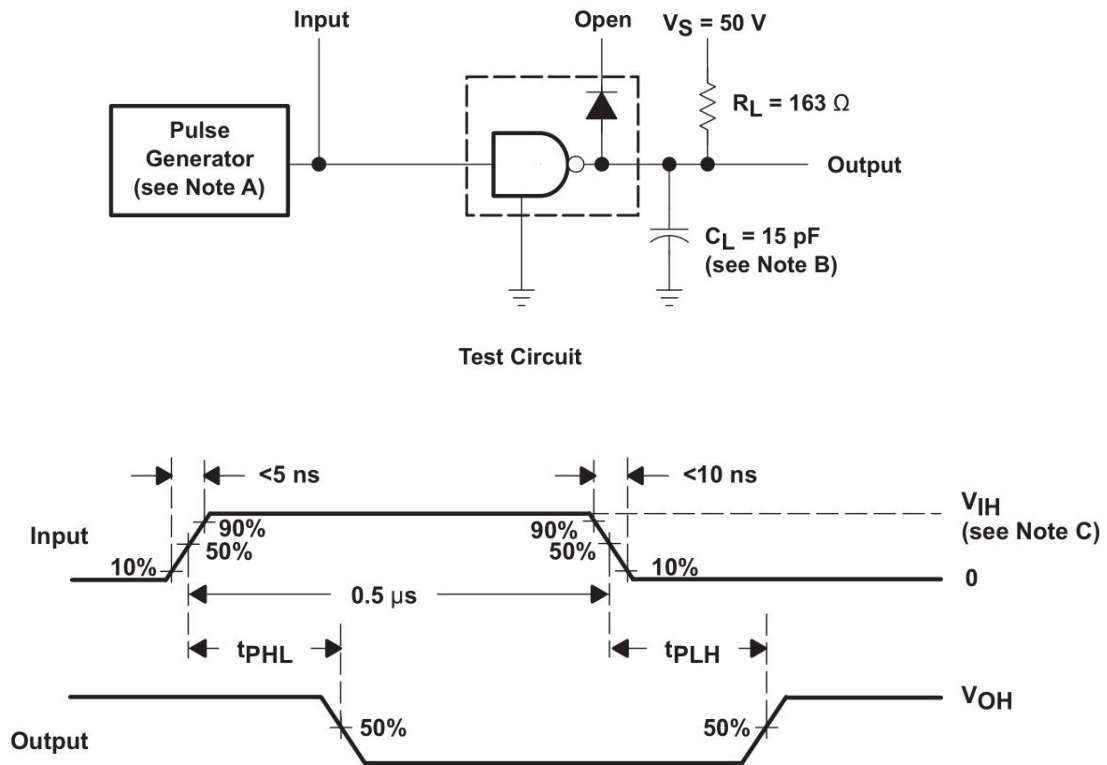 Input
Open
VS = 50 V
RL = 163 Ω
Pulse
Generator
(see Note A)
Output
CL = 15 pF
(see Note B)
Test Circuit
<5 ns
<10 ns
Input
90%
50%
10%
90%
50%
10%
VIH
(see Note C)
0
0.5 μs
tPHL
tPLH
Output
50%
50%
VOH